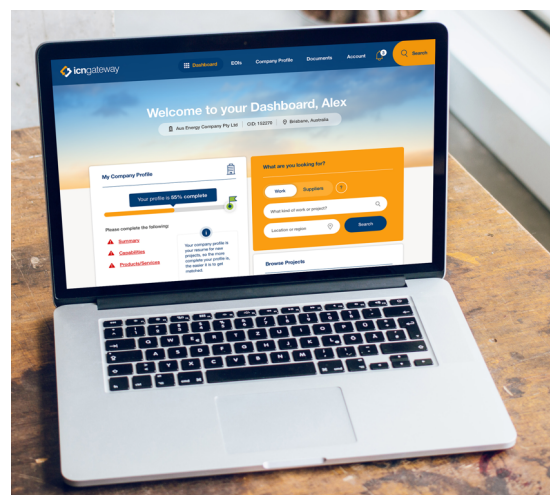 icngateway
Dashboard
EOIs
Company Profile
Documents
Account
Search
Welcome to your Dashboard, Alex
Aus Energy Company Pty Ltd
Brisbane, Australia
My Company Profile
Your profile is 55% complete
Please complete the following:
Summary
Capabilities
Products/Services
Your company profile is
your resume for new
projects, so the more
complete your profile is,
the easier it is to get
matched.
What are you looking for?
Work
Suppliers
?
What kind of work or project?
Location or region
Search
Browse Projects